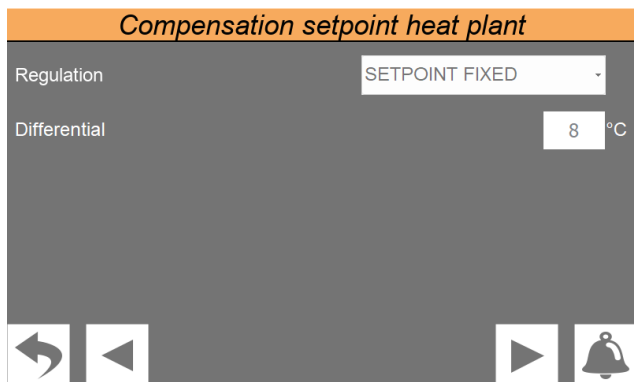 Compensation setpoint heat plant
Regulation SETPOINT FIXED
Differential 8 °C